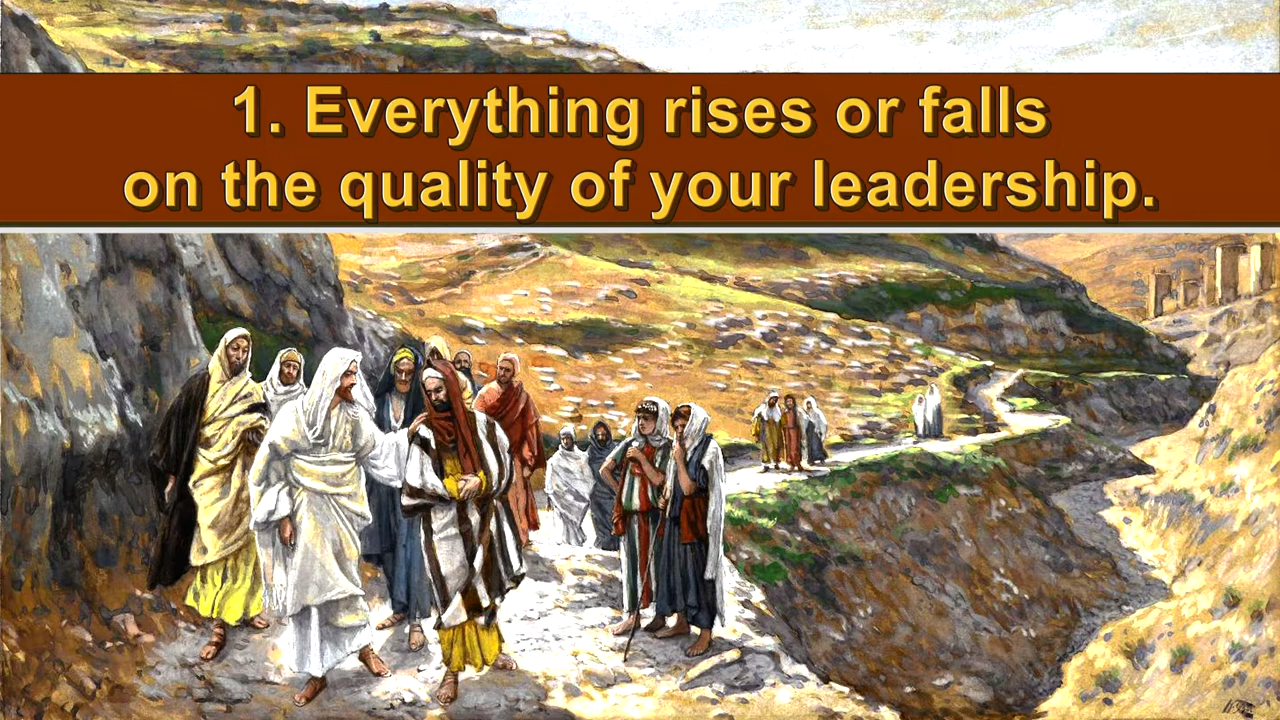 1. Everything rises or falls
on the quality of your leadership.